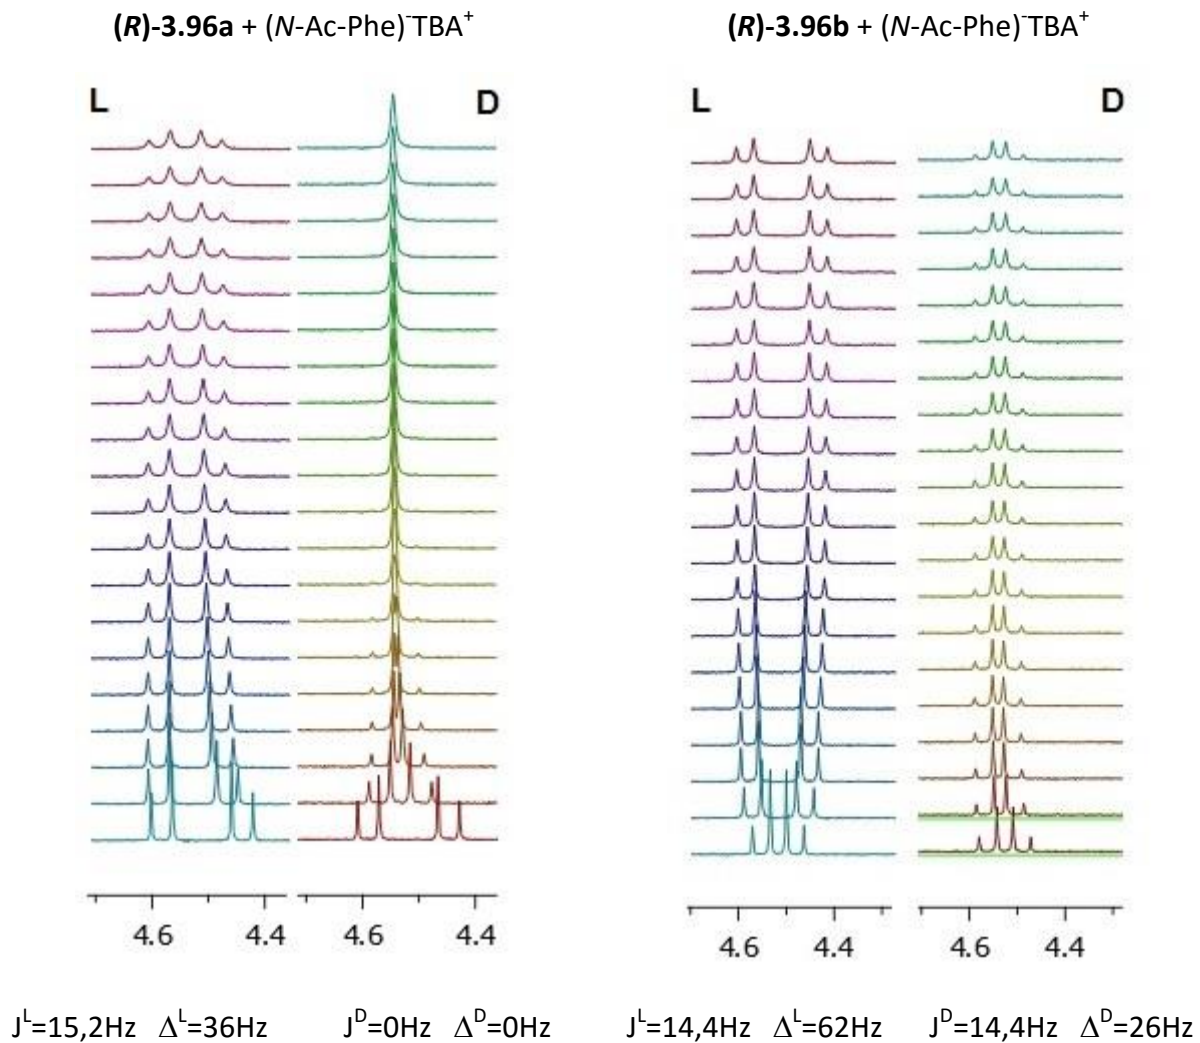 (R)-3.96a + (N-Ac-Phe)⁻TBA⁺ (R)-3.96b + (N-Ac-Phe)⁻TBA⁺
L D L D
4.6 4.4 4.6 4.4 4.6 4.4 4.6 4.4
Jᴸ=15,2Hz Δᴸ=36Hz Jᴰ=0Hz Δᴰ=0Hz Jᴸ=14,4Hz Δᴸ=62Hz Jᴰ=14,4Hz Δᴰ=26Hz